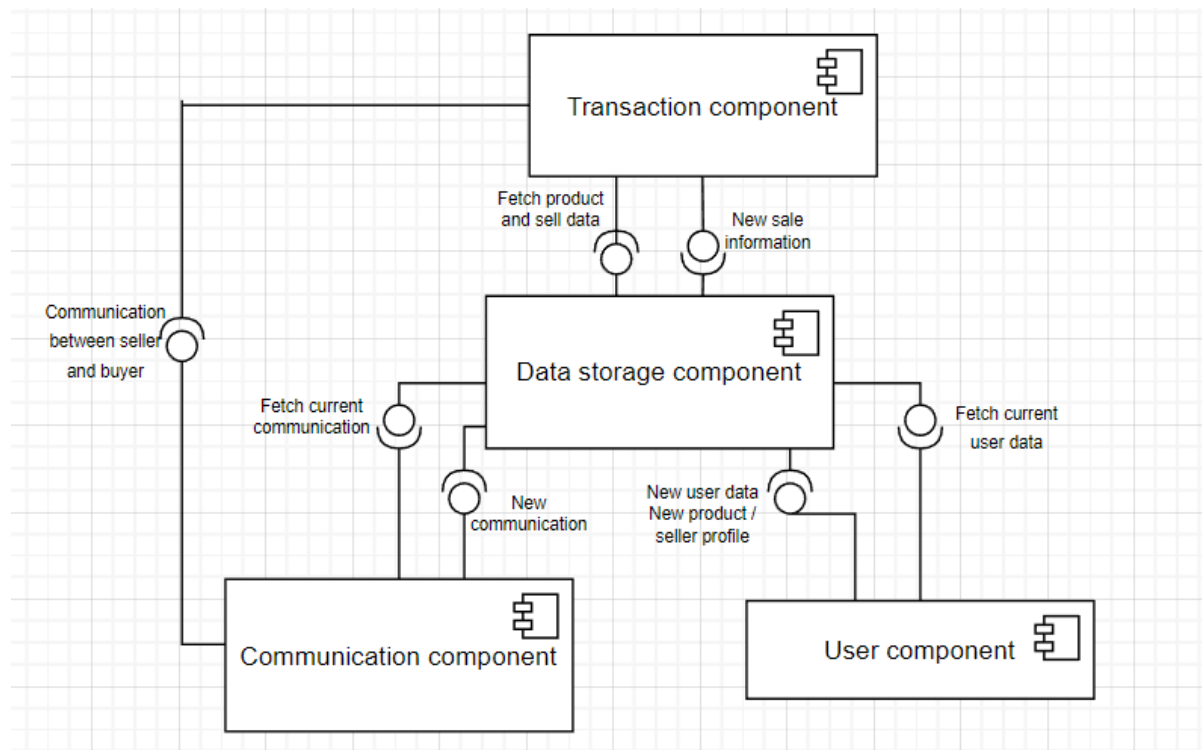 Transaction component
Fetch product
and sell data
New sale
information
Communication
between seller
and buyer
Data storage component
Fetch current
communication
Fetch current
user data
New
communication
New user data
New product /
seller profile
Communication component
User component